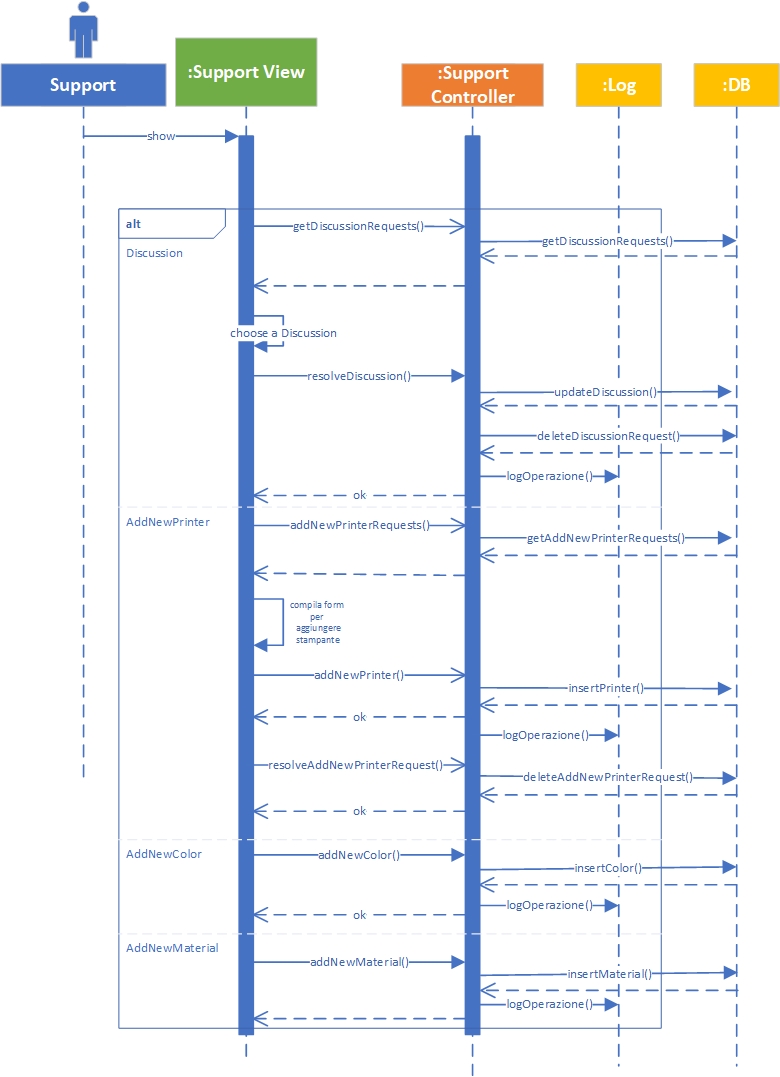 Support
:Support View
:Support
Controller
:Log
:DB
show
alt
getDiscussionRequests()
getDiscussionRequests()
Discussion
choose a Discussion
resolveDiscussion()
updateDiscussion()
deleteDiscussionRequest()
logOperazione()
ok
AddNewPrinter
addNewPrinterRequests()
getAddNewPrinterRequests()
compila form
per
aggiungere
stampante
addNewPrinter()
insertPrinter()
ok
logOperazione()
resolveAddNewPrinterRequest()
deleteAddNewPrinterRequest()
ok
AddNewColor
addNewColor()
insertColor()
logOperazione()
ok
AddNewMaterial
addNewMaterial()
insertMaterial()
logOperazione()